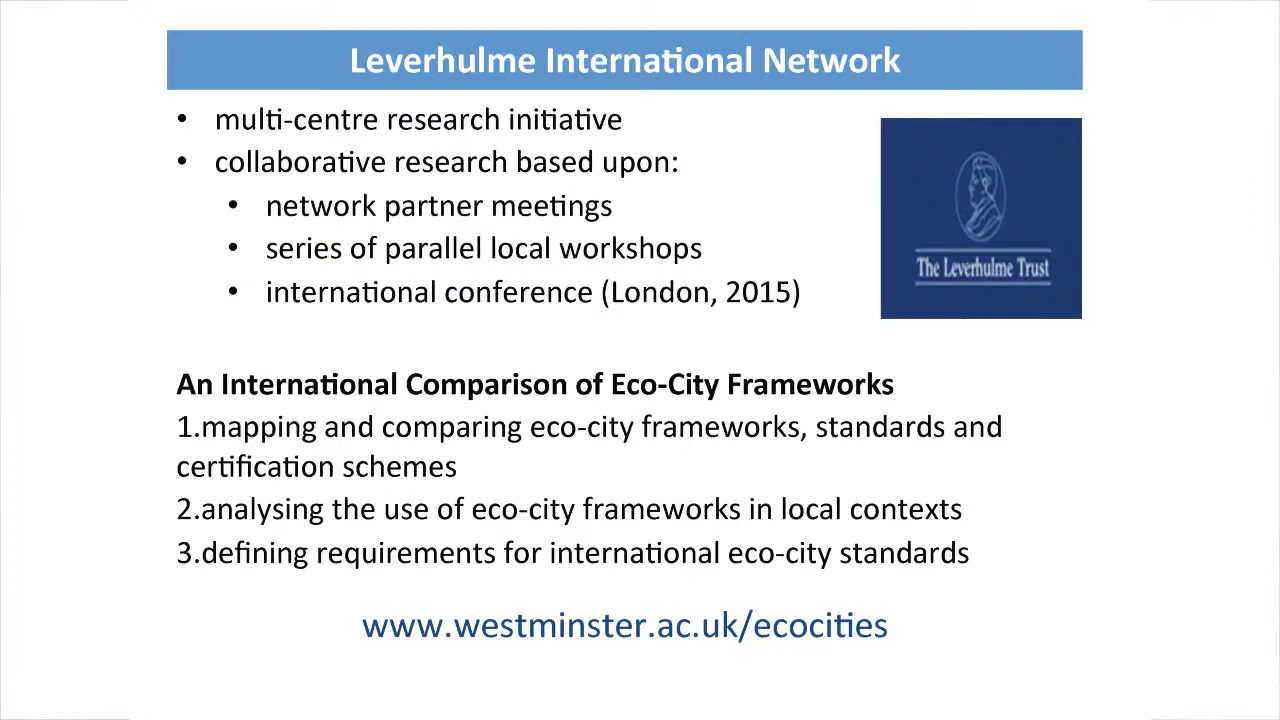 Leverhulme International Network
• multi-centre research initiative
• collaborative research based upon:
• network partner meetings
• series of parallel local workshops
• international conference (London, 2015)
The Leverhulme Trust
An International Comparison of Eco-City Frameworks
1.mapping and comparing eco-city frameworks, standards and
certification schemes
2.analysing the use of eco-city frameworks in local contexts
3.defining requirements for international eco-city standards
www.westminster.ac.uk/ecocities